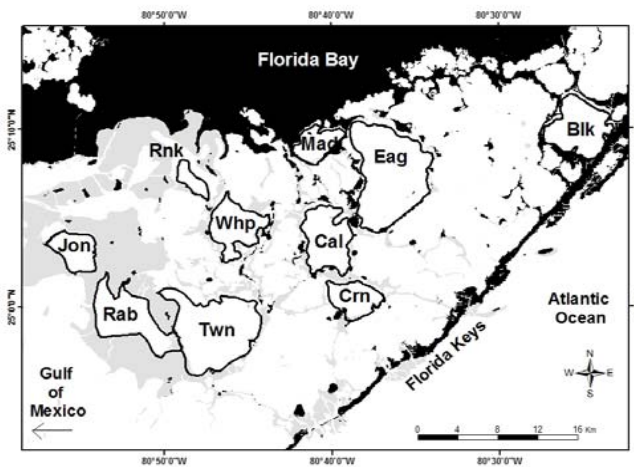 80°50'0"W 80°40'0"W 80°30'0"W
Florida Bay
25°10'0"N
Rnk
Mad
Eag
Blk
Whp
Jon
Cal
Crn
25°0'0"N
Rab
Twn
Atlantic
Ocean
Florida Keys
Gulf
of
Mexico
N
W E
S
0 4 8 12 16 KM
80°50'0"W 80°40'0"W 80°30'0"W